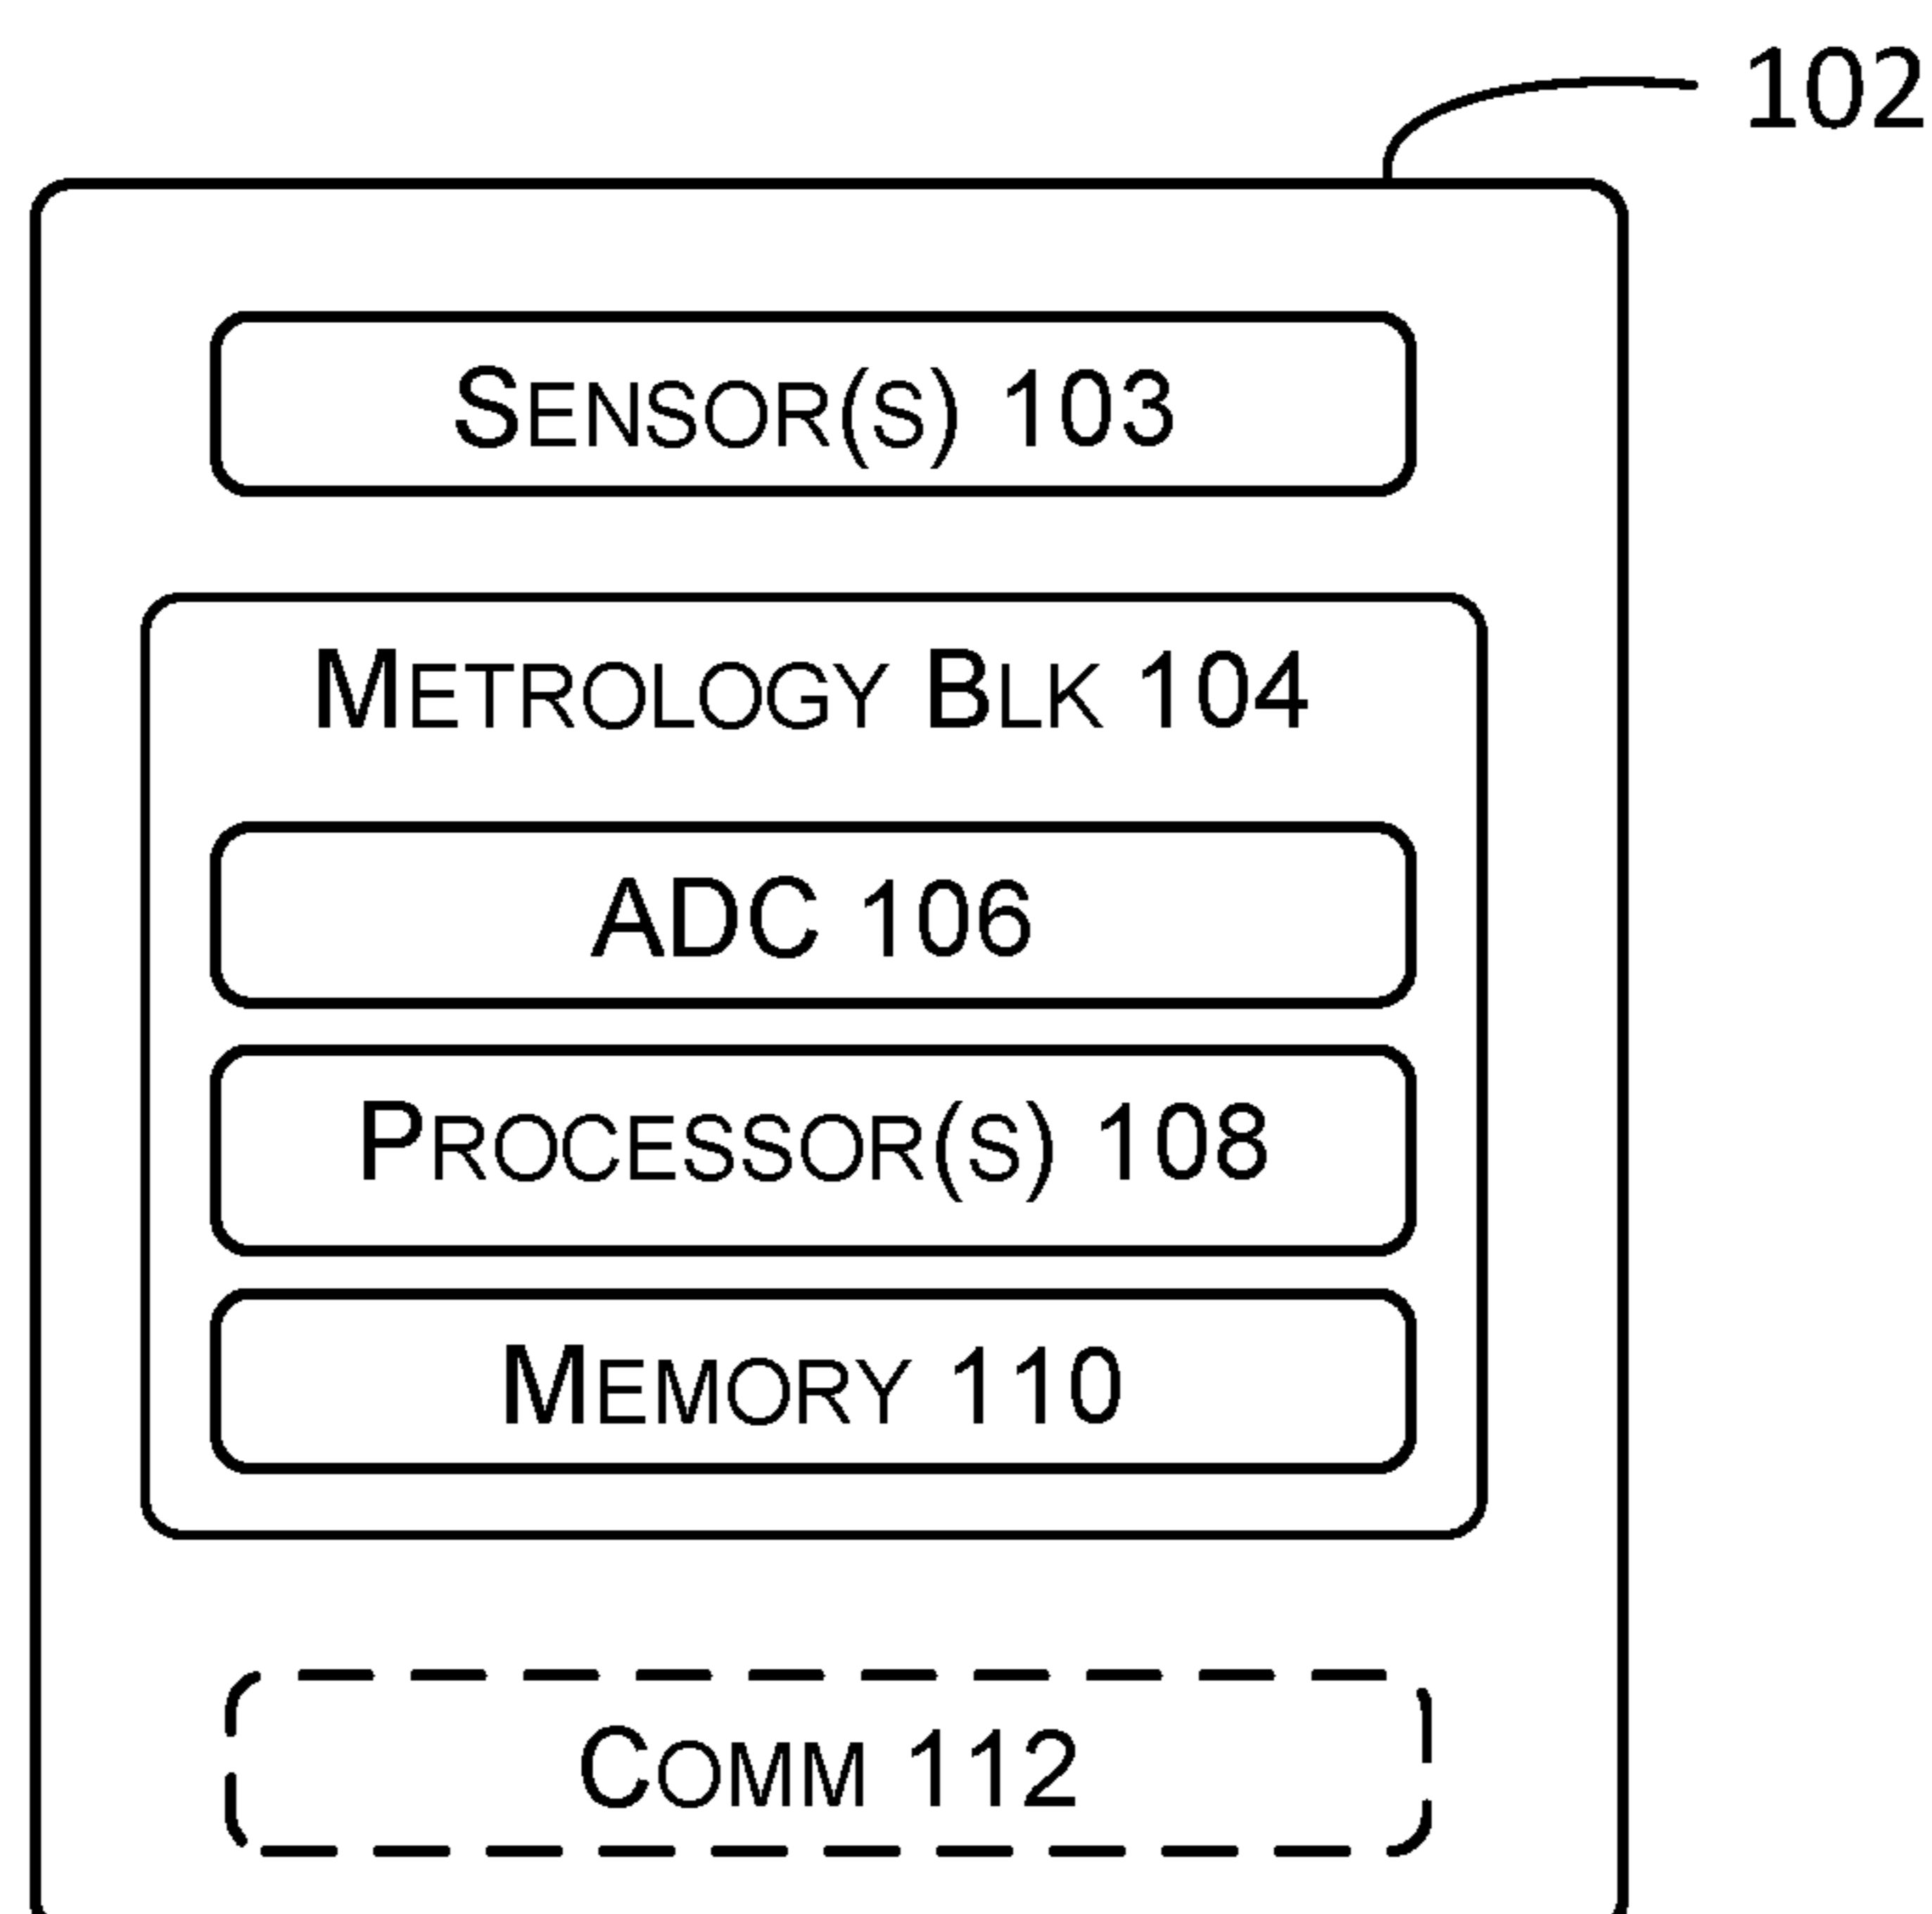 102
SENSOR(S) 103
METROLOGY BLK 104
ADC 106
PROCESSOR(S) 108
MEMORY 110
COMM 112